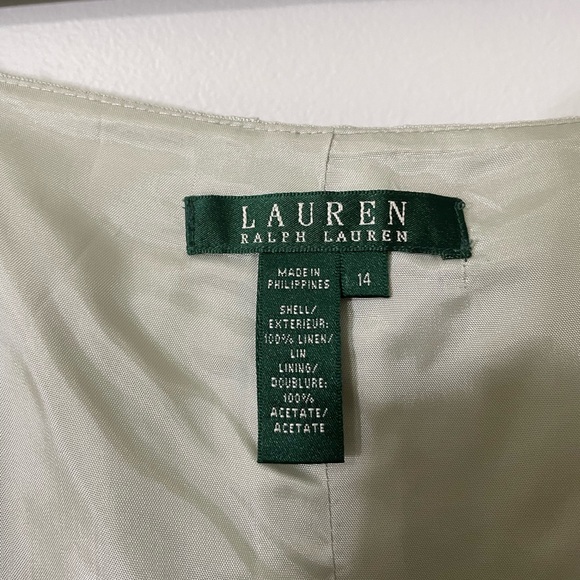 LAUREN
RALPH LAUREN
MADE IN
PHILIPPINES
14
SHELL/
EXTERIEUR:
100% LINEN/
LIN
LINING/
DOUBLURE:
100%
ACETATE/
ACETATE